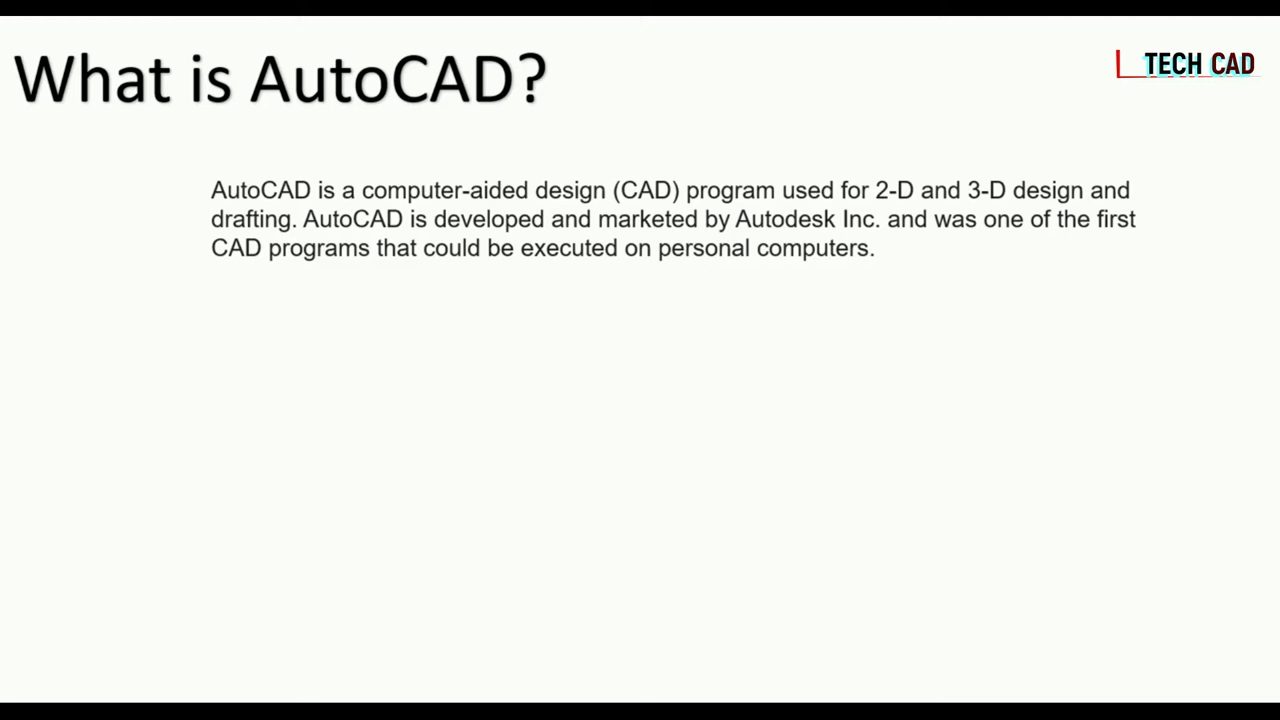 What is AutoCAD?
TECH CAD
AutoCAD is a computer-aided design (CAD) program used for 2-D and 3-D design and
drafting. AutoCAD is developed and marketed by Autodesk Inc. and was one of the first
CAD programs that could be executed on personal computers.